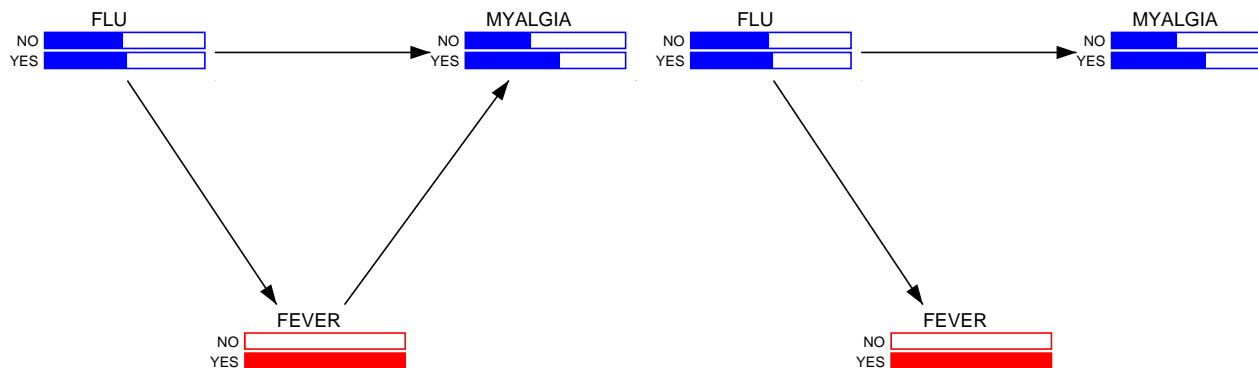 FLU
NO
YES
MYALGIA
NO
YES
FEVER
NO
YES
FLU
NO
YES
MYALGIA
NO
YES
FEVER
NO
YES